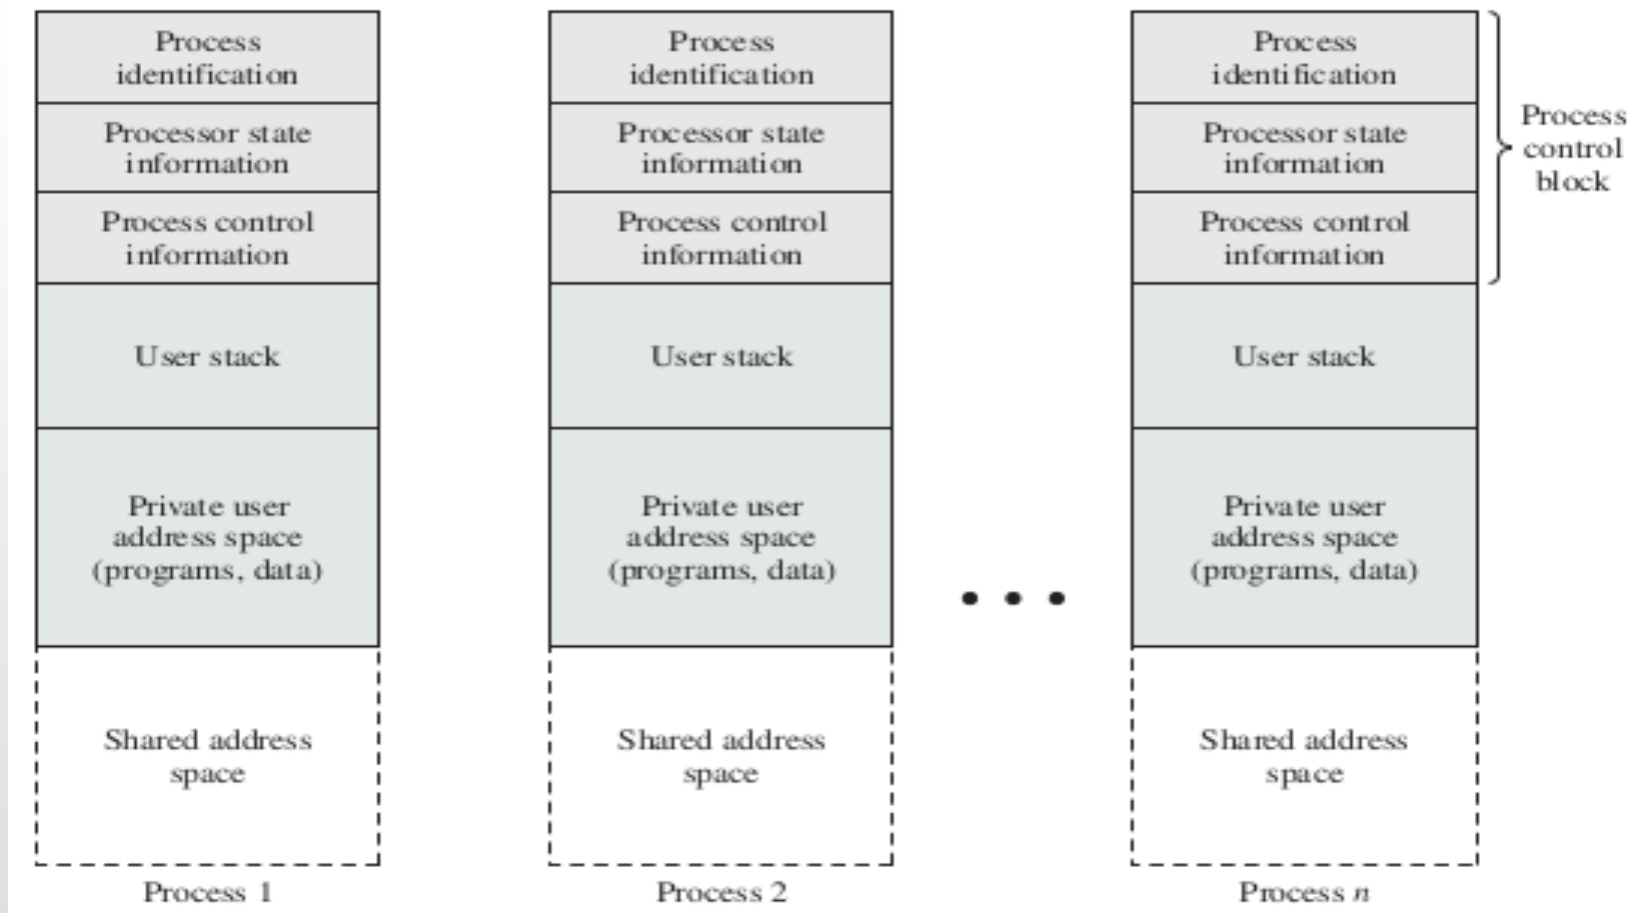 Process
identification
Processor state
information
Process control
information
User stack
Private user
address space
(programs, data)
Shared address
space
Process 1
Process
identification
Processor state
information
Process control
information
User stack
Private user
address space
(programs, data)
Shared address
space
Process 2
Process
identification
Processor state
information
Process control
information
User stack
Private user
address space
(programs, data)
Shared address
space
Process n
Process
control
block